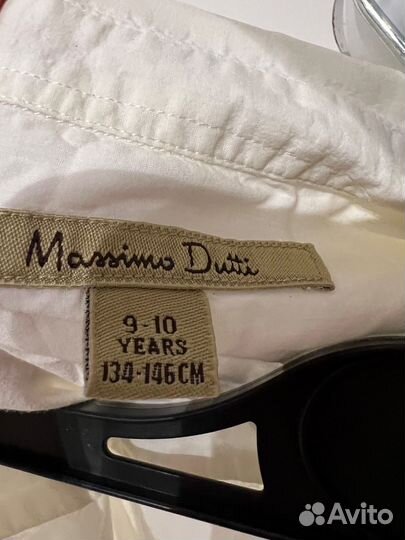 Massimo Dutti
9-10
YEARS
134-146CM
Avito